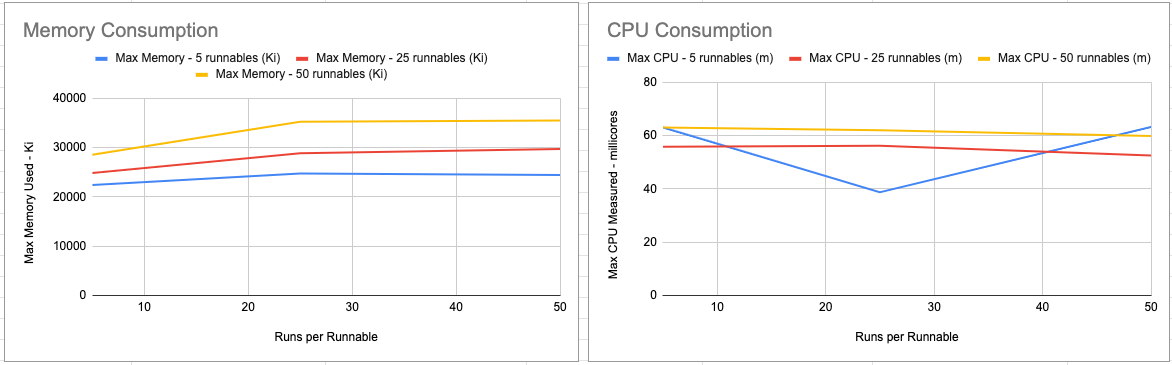 Memory Consumption
Max Memory - 5 runnables (Ki) Max Memory - 25 runnables (Ki)
Max Memory - 50 runnables (Ki)
Max Memory Used - Ki
40000
30000
20000
10000
0
10 20 30 40 50
Runs per Runnable
CPU Consumption
Max CPU - 5 runnables (m) Max CPU - 25 runnables (m) Max CPU - 50 runnables (m)
Max CPU Measured - millicores
80
60
40
20
0
10 20 30 40 50
Runs per Runnable